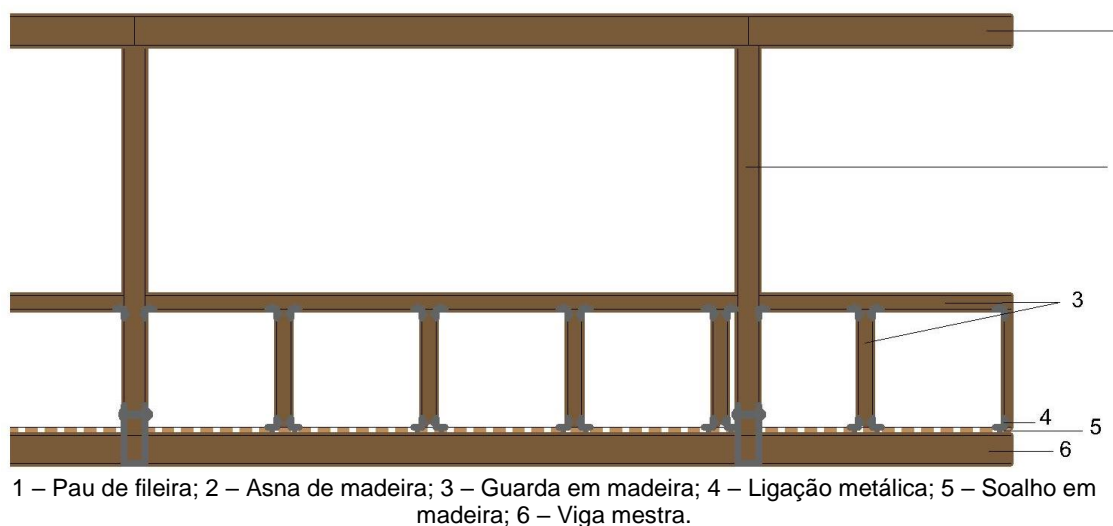 3
4
5
6
1 – Pau de fileira; 2 – Asna de madeira; 3 – Guarda em madeira; 4 – Ligação metálica; 5 – Soalho em
madeira; 6 – Viga mestra.